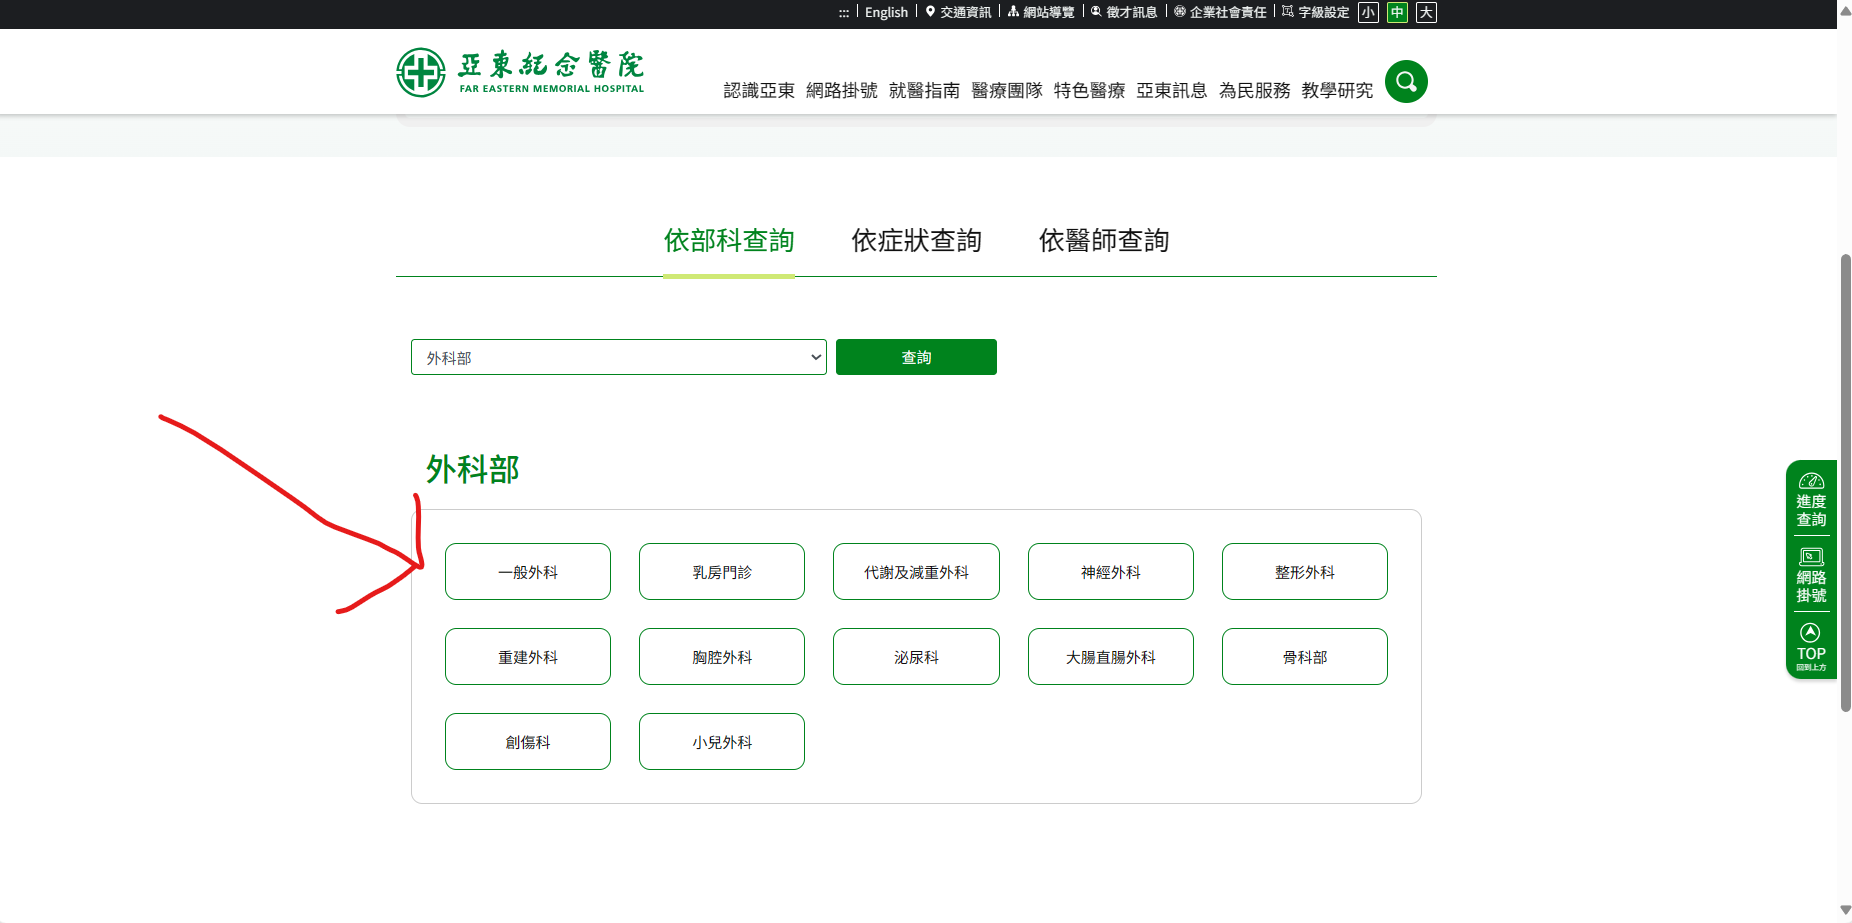 ::: English 交通資訊 網站導覽 徵才訊息 企業社會責任 字級設定 小 中 大
亞東紀念醫院
FAR EASTERN MEMORIAL HOSPITAL
認識亞東 網路掛號 就醫指南 醫療團隊 特色醫療 亞東訊息 為民服務 教學研究
依部科查詢 依症狀查詢 依醫師查詢
外科部 查詢
外科部
一般外科 乳房門診 代謝及減重外科 神經外科 整形外科
重建外科 胸腔外科 泌尿科 大腸直腸外科 骨科部
創傷科 小兒外科
進度
查詢
網路
掛號
TOP
回到上方